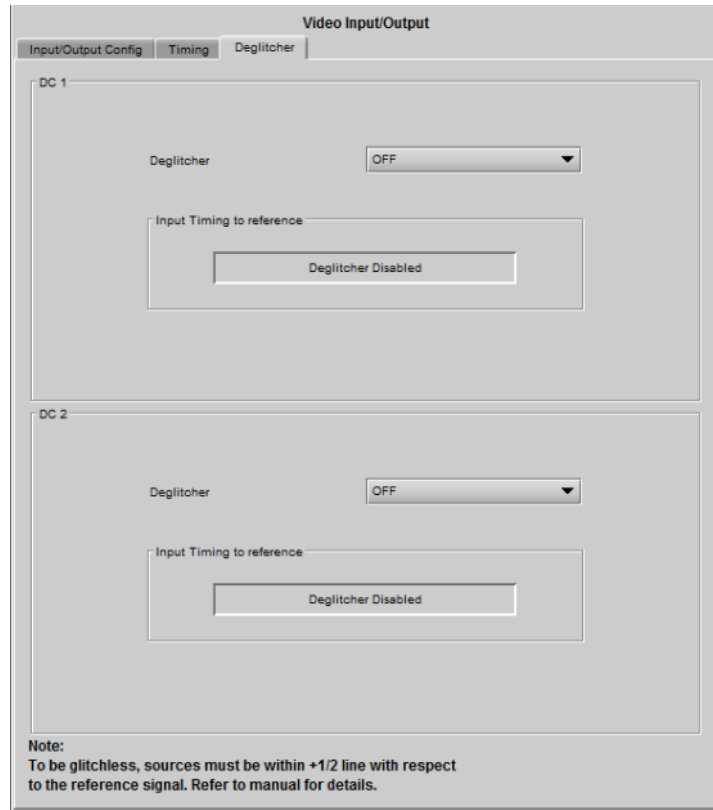 Video Input/Output
Input/Output Config Timing Deglitcher
DC 1
Deglitcher OFF
Input Timing to reference
Deglitcher Disabled
DC 2
Deglitcher OFF
Input Timing to reference
Deglitcher Disabled
Note:
To be glitchless, sources must be within +1/2 line with respect
to the reference signal. Refer to manual for details.